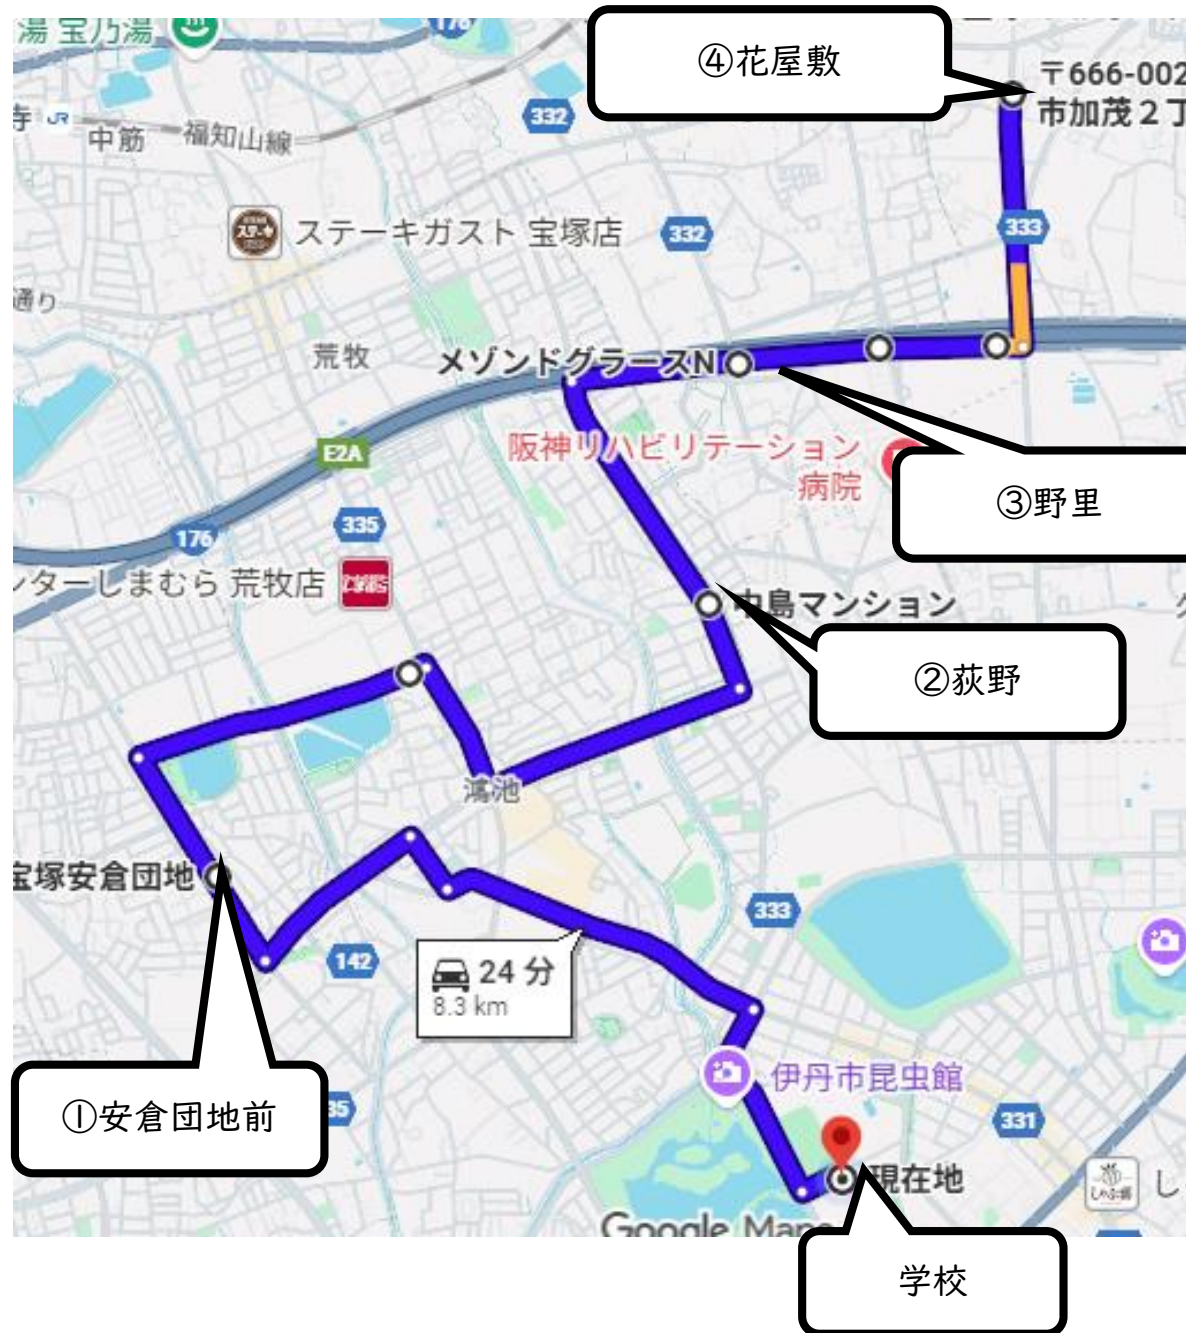 湯 宝乃湯
176
④花屋敷
〒666-002
市加茂２丁
寺 JR
中筋
福知山線
332
ステーキガスト 宝塚店
332
333
通り
荒牧
メゾンドグラースN
E2A
阪神リハビリテーション
病院
③野里
176
335
ンターしまむら 荒牧店
中島マンション
②荻野
鴻池
宝塚安倉団地
333
142
24 分
8.3 km
①安倉団地前
35
伊丹市昆虫館
331
現在地
し
Google Maps
学校